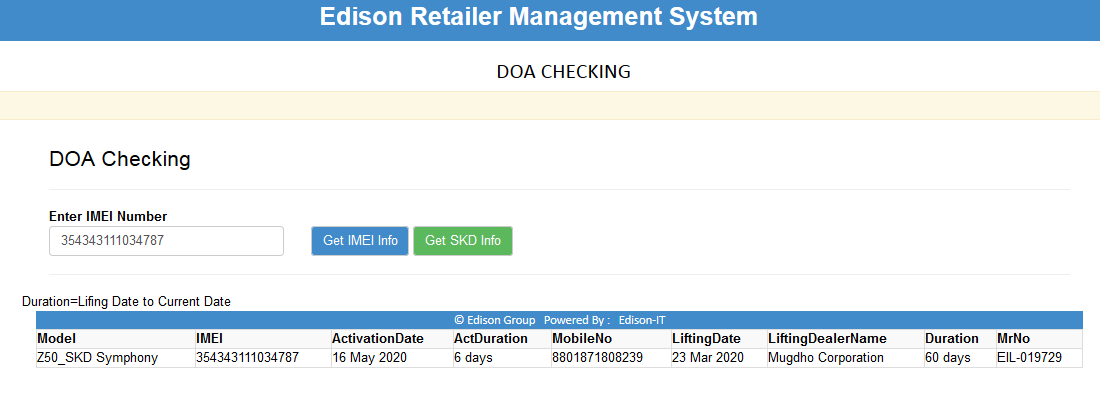 Edison Retailer Management System
DOA CHECKING
DOA Checking
Enter IMEI Number
354343111034787 Get IMEI Info Get SKD Info
Duration=Lifing Date to Current Date
© Edison Group Powered By : Edison-IT
Model IMEI ActivationDate ActDuration MobileNo LiftingDate LiftingDealerName Duration MrNo
Z50_SKD Symphony 354343111034787 16 May 2020 6 days 8801871808239 23 Mar 2020 Mugdho Corporation 60 days EIL-019729